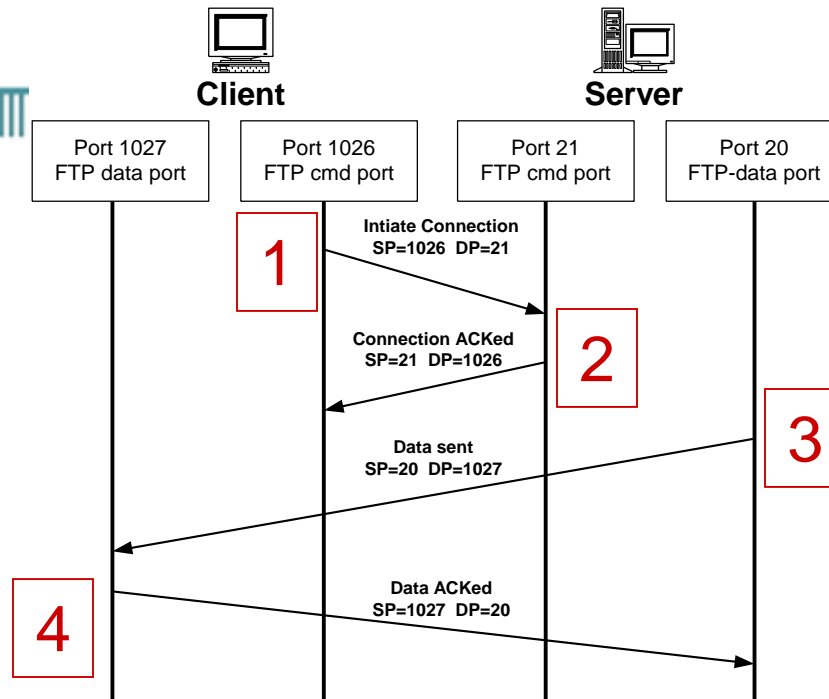 Client
Server
Port 1027
FTP data port
Port 1026
FTP cmd port
Port 21
FTP cmd port
Port 20
FTP-data port
Intiate Connection
SP=1026 DP=21
1
Connection ACKed
SP=21 DP=1026
2
Data sent
SP=20 DP=1027
3
Data ACKed
SP=1027 DP=20
4